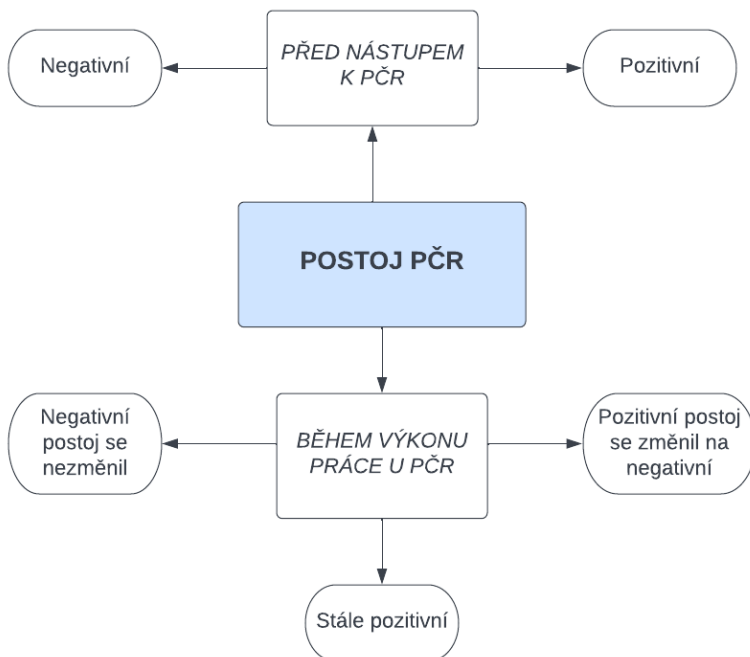 Negativní
PŘED NÁSTUPEM
K PČR
Pozitivní
POSTOJ PČR
Negativní
postoj se
nezměnil
BĚHEM VÝKONU
PRÁCE U PČR
Pozitivní postoj
se změnil na
negativní
Stále pozitivní